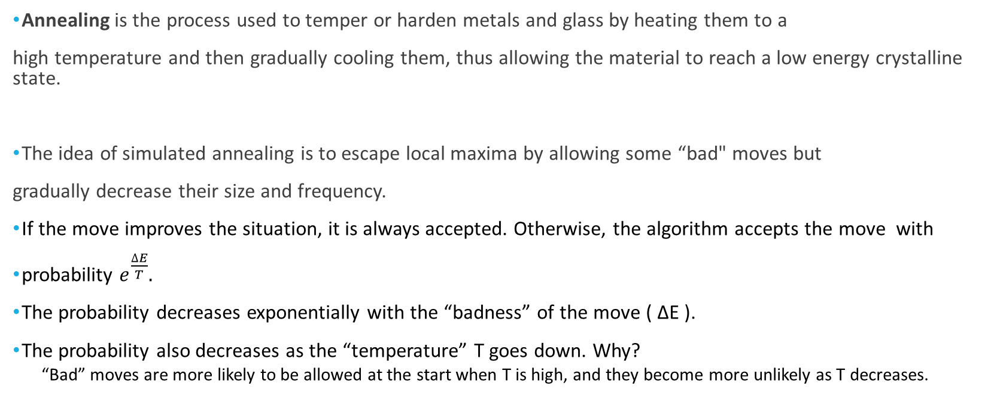 •Annealing is the process used to temper or harden metals and glass by heating them to a
high temperature and then gradually cooling them, thus allowing the material to reach a low energy crystalline
state.
•The idea of simulated annealing is to escape local maxima by allowing some “bad" moves but
gradually decrease their size and frequency.
•If the move improves the situation, it is always accepted. Otherwise, the algorithm accepts the move with
•probability e^(ΔE/T).
•The probability decreases exponentially with the “badness” of the move ( ΔE ).
•The probability also decreases as the “temperature” T goes down. Why?
“Bad” moves are more likely to be allowed at the start when T is high, and they become more unlikely as T decreases.